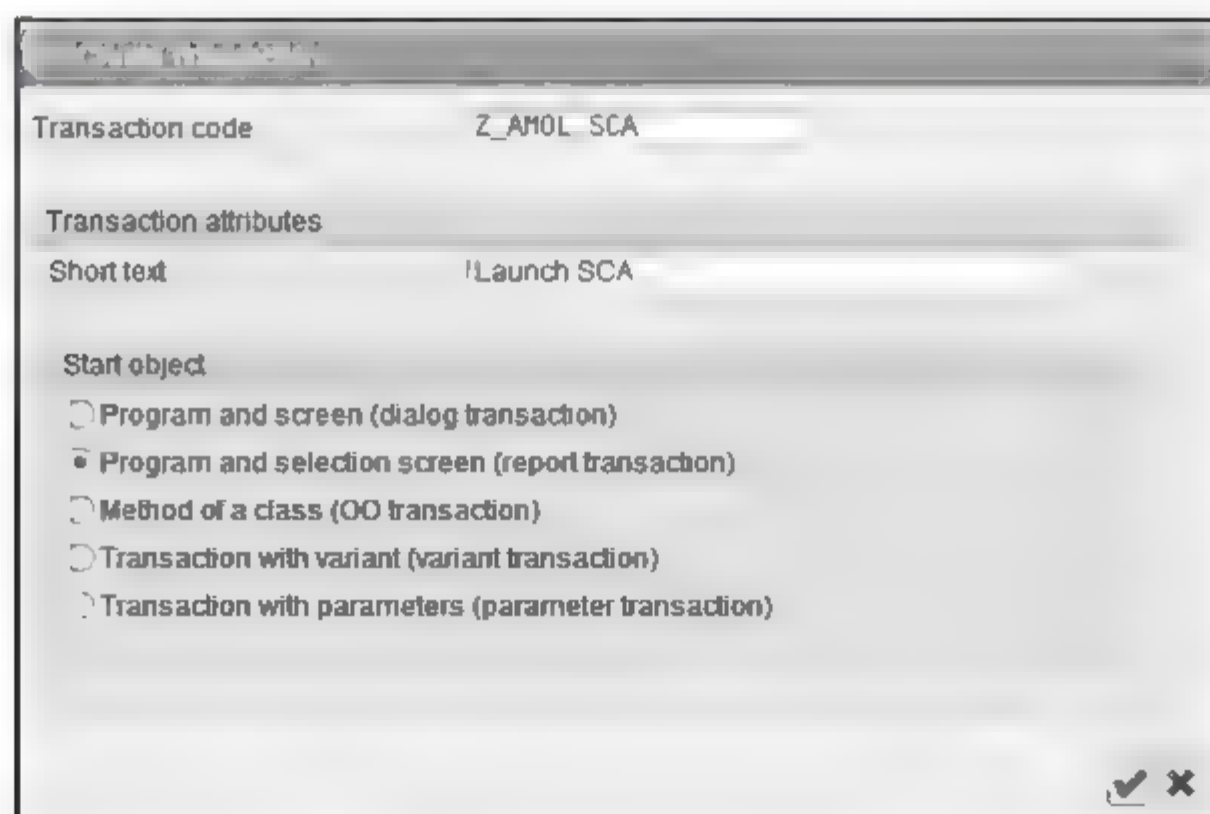 Transaction code Z_AMOL_SCA
Transaction attributes
Short text Launch SCA
Start object
Program and screen (dialog transaction)
Program and selection screen (report transaction)
Method of a class (OO transaction)
Transaction with variant (variant transaction)
Transaction with parameters (parameter transaction)